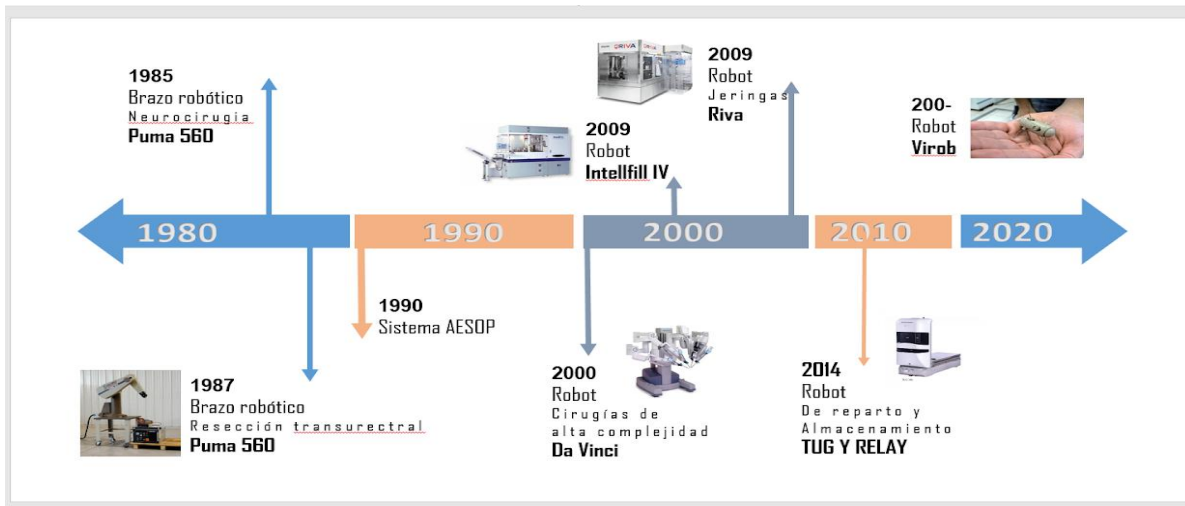 1985
Brazo robótico
Neurocirugia
Puma 560
2009
Robot
Intellfill IV
RIVA
2009
Robot
Jeringas
Riva
200-
Robot
Virob
1980
1990
2000
2010
2020
1987
Brazo robótico
Resección transurectral
Puma 560
1990
Sistema AESOP
2000
Robot
Cirugías de
alta complejidad
Da Vinci
2014
Robot
De reparto y
Almacenamiento
TUG Y RELAY